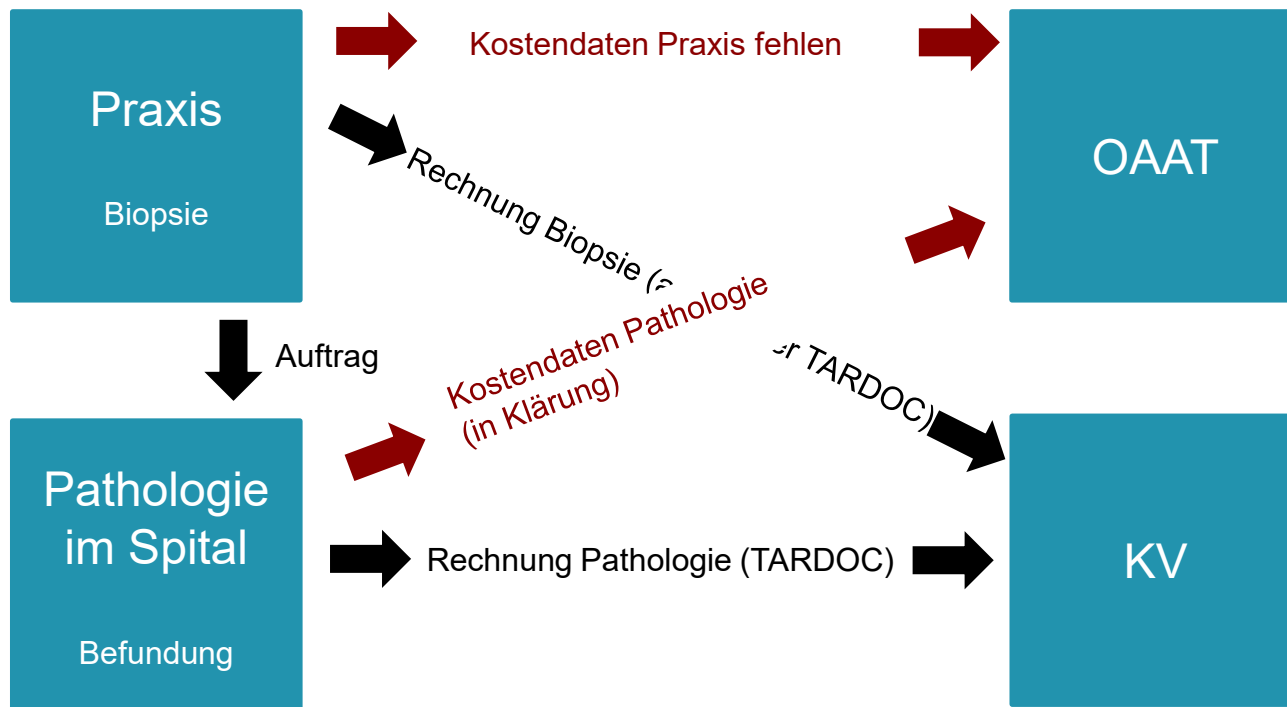 Kostendaten Praxis fehlen
Praxis
Biopsie
OAAT
Rechnung Biopsie (
TARDOC)
Auftrag
Kostendaten Pathologie
(in Klärung)
Pathologie
im Spital
Befundung
Rechnung Pathologie (TARDOC)
KV